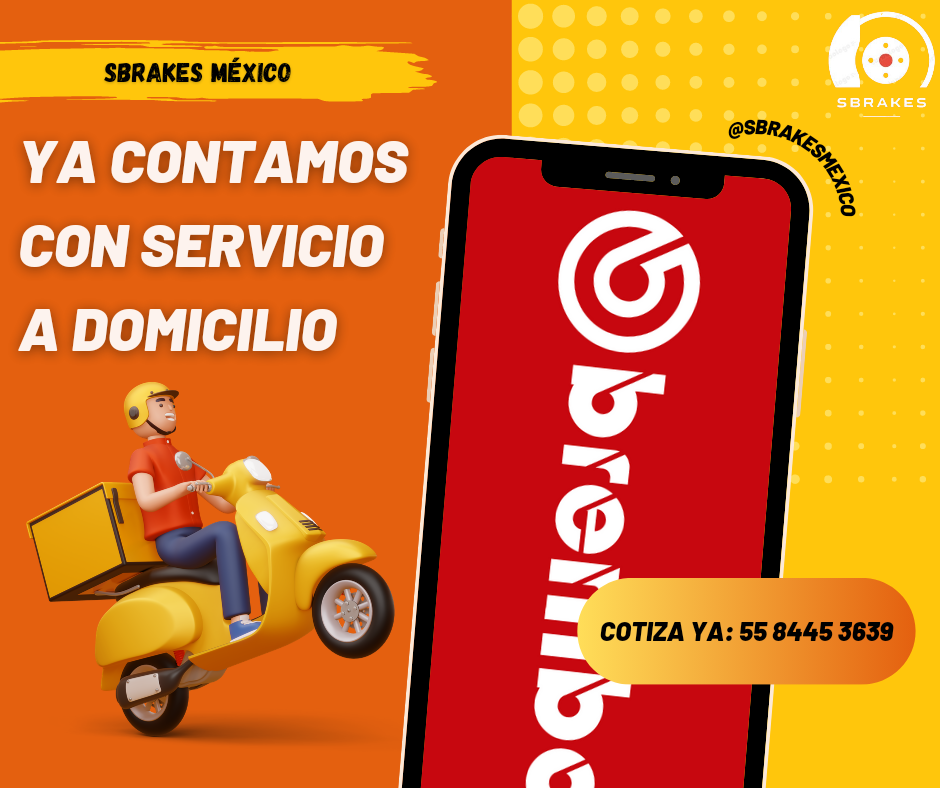 SBRAKES MÉXICO
SBRAKES
@SBRAKESMEXICO
YA CONTAMOS
CON SERVICIO
A DOMICILIO
brembo
COTIZA YA: 55 8445 3639